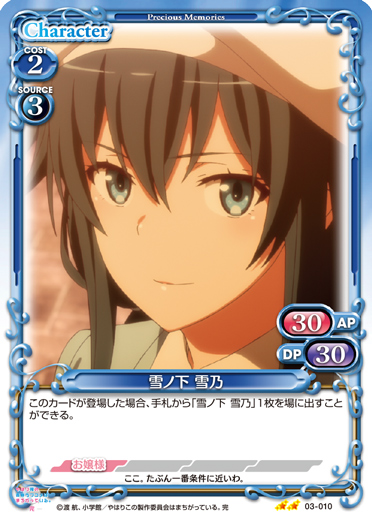 Precious Memories
Character
COST
2
SOURCE
3
30 AP
DP 30
雪ノ下 雪乃
このカードが登場した場合、手札から「雪ノ下 雪乃」1枚を場に出すこと
ができる。
お嬢様
ここ。たぶん一番条件に近いわ。
©渡 航、小学館／やはりこの製作委員会はまちがっている。完
03-010